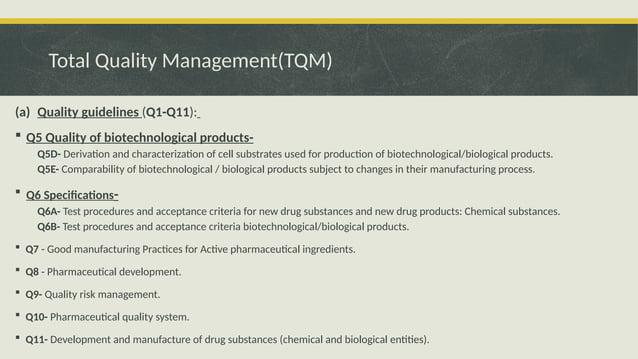 Total Quality Management(TQM)
(a) Quality guidelines (Q1-Q11):
▪ Q5 Quality of biotechnological products-
Q5D- Derivation and characterization of cell substrates used for production of biotechnological/biological products.
Q5E- Comparability of biotechnological / biological products subject to changes in their manufacturing process.
▪ Q6 Specifications-
Q6A- Test procedures and acceptance criteria for new drug substances and new drug products: Chemical substances.
Q6B- Test procedures and acceptance criteria biotechnological/biological products.
▪ Q7 - Good manufacturing Practices for Active pharmaceutical ingredients.
▪ Q8 - Pharmaceutical development.
▪ Q9- Quality risk management.
▪ Q10- Pharmaceutical quality system.
▪ Q11- Development and manufacture of drug substances (chemical and biological entities).